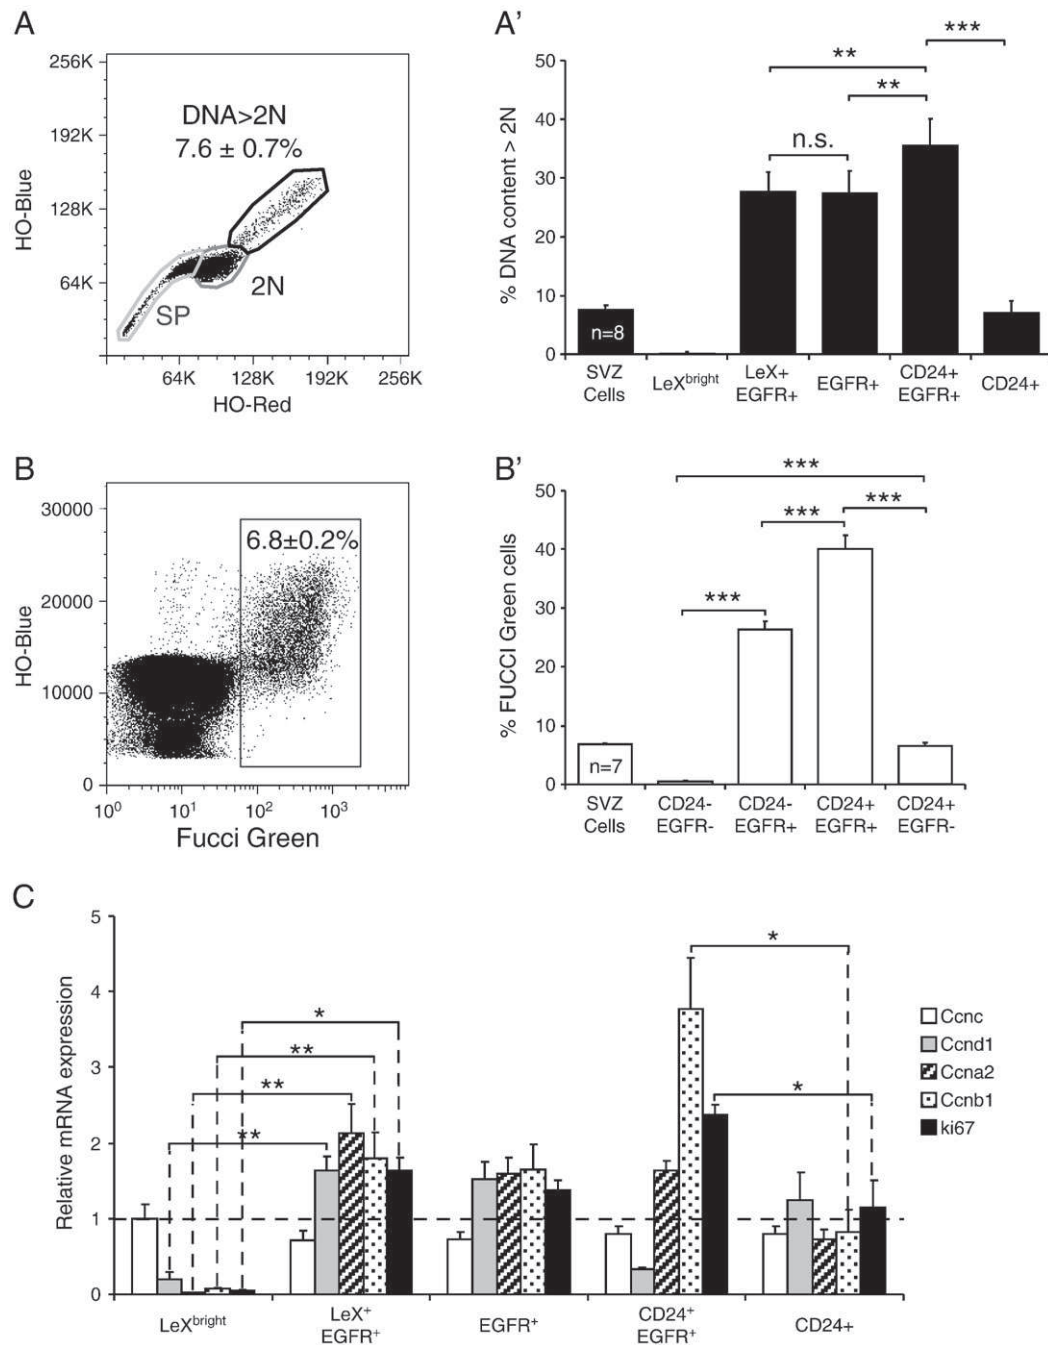 A
256K
192K
128K
64K
HO-Blue
DNA>2N
7.6 ± 0.7%
2N
SP
64K 128K 192K 256K
HO-Red
A'
50
40
30
20
10
0
% DNA content > 2N
***
**
**
n.s.
n=8
SVZ Cells
LeXbright
LeX+ EGFR+
EGFR+
CD24+ EGFR+
CD24+
B
30000
20000
10000
0
HO-Blue
6.8±0.2%
10⁰ 10¹ 10² 10³
Fucci Green
B'
50
40
30
20
10
0
% FUCCI Green cells
***
***
***
***
n=7
SVZ Cells
CD24- EGFR-
CD24- EGFR+
CD24+ EGFR+
CD24+ EGFR-
C
5
4
3
2
1
0
Relative mRNA expression
*
*
**
**
**
*
Ccnc
Ccnd1
Ccna2
Ccnb1
ki67
LeXbright
LeX⁺ EGFR⁺
EGFR⁺
CD24⁺ EGFR⁺
CD24+